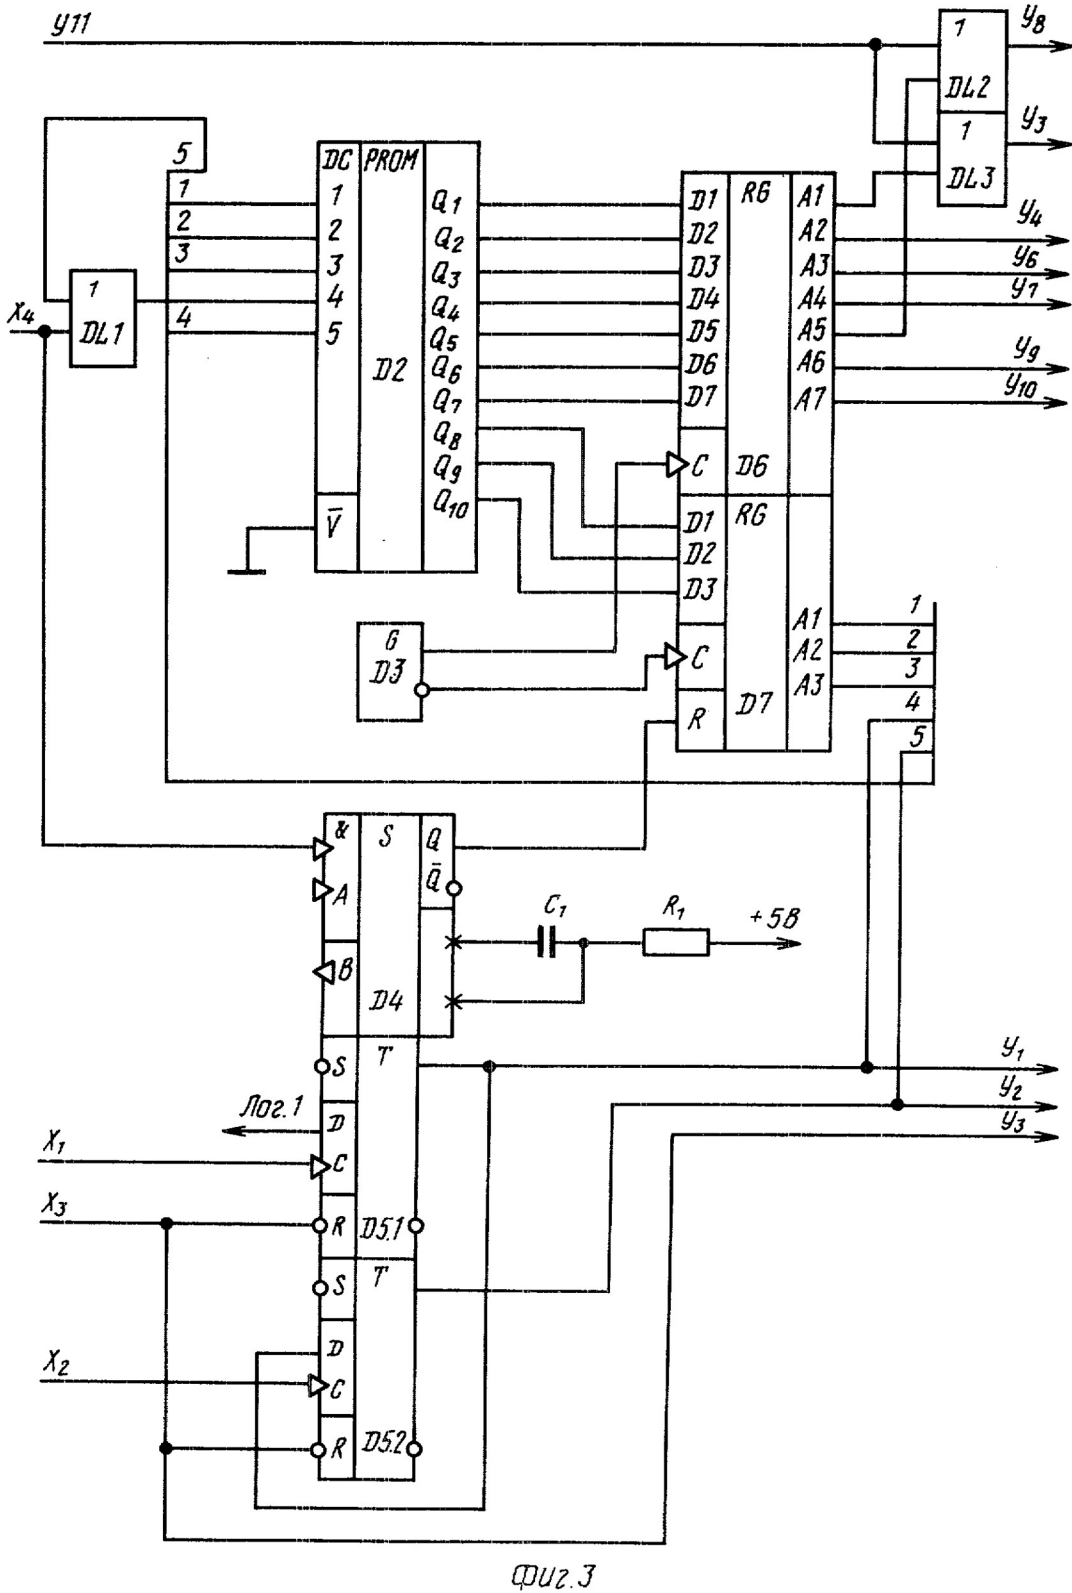 У11
1
У8
DL2
1
У3
DL3
5
1
2
3
4
X4
1
DL1
DC PROM
1
2
3
4
5
V̅
D2
Q1
Q2
Q3
Q4
Q5
Q6
Q7
Q8
Q9
Q10
D1 RG A1
D2 A2
D3 A3
D4 A4
D5 A5
D6 A6
D7 A7
C D6
У4
У6
У7
У9
У10
D1 RG
D2
D3
A1
A2
A3
C
R
D7
1
2
3
4
5
G
D3
& S Q
Q̅
A
B
D4
C1
R1
+5В
S T
Лог.1
D
X1
C
X3
R D5.1
S T
D
X2
C
R D5.2
У1
У2
У3
Фиг.3